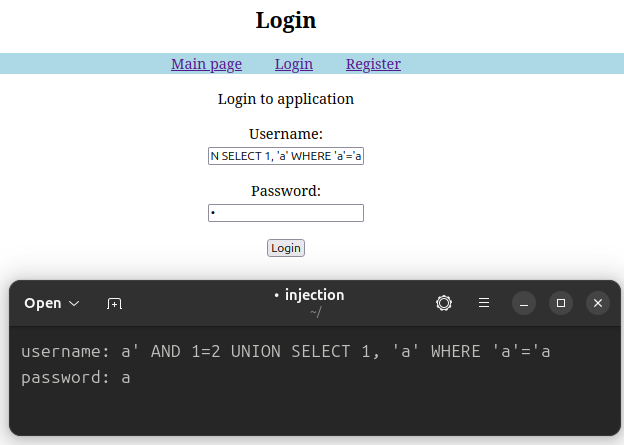 Login
Main page Login Register
Login to application
Username:
N SELECT 1, 'a' WHERE 'a'='a
Password:
•
Login
Open • injection
~/
username: a' AND 1=2 UNION SELECT 1, 'a' WHERE 'a'='a
password: a